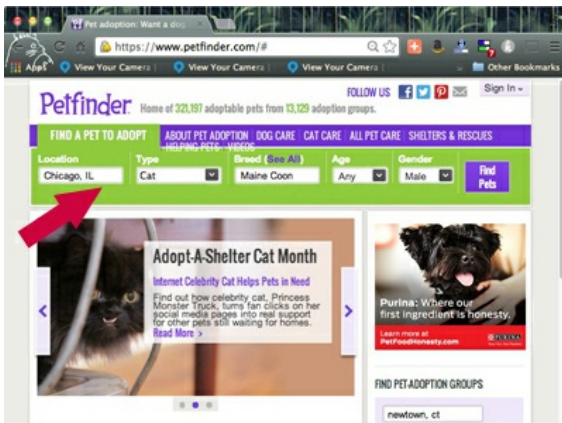 Pet adoption: Want a dog
https://www.petfinder.com/#
Apps View Your Camera View Your Camera View Your Camera Other Bookmarks
Petfinder Home of 321,197 adoptable pets from 13,129 adoption groups. FOLLOW US Sign In
FIND A PET TO ADOPT ABOUT PET ADOPTION DOG CARE CAT CARE ALL PET CARE SHELTERS & RESCUES
HELPING PETS VIDEOS
Location Type Breed (See All) Age Gender
Chicago, IL Cat Maine Coon Any Male Find
Pets
Adopt-A-Shelter Cat Month
Internet Celebrity Cat Helps Pets in Need
Find out how celebrity cat, Princess
Monster Truck, turns fan clicks on her
social media pages into real support
for other pets still waiting for homes.
Read More >
Purina: Where our
first ingredient is honesty.
Learn more at
PetFoodHonesty.com
PURINA
FIND PET-ADOPTION GROUPS
newtown, ct